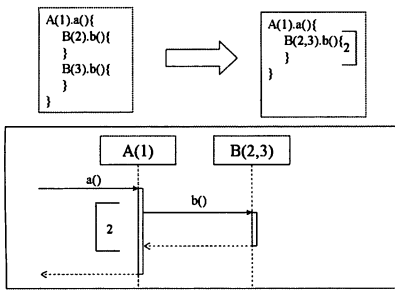 A(1).a(){
B(2).b(){
}
B(3).b(){
}
}
A(1).a(){
B(2,3).b(){
2
}
}
A(1)
B(2,3)
a()
b()
2